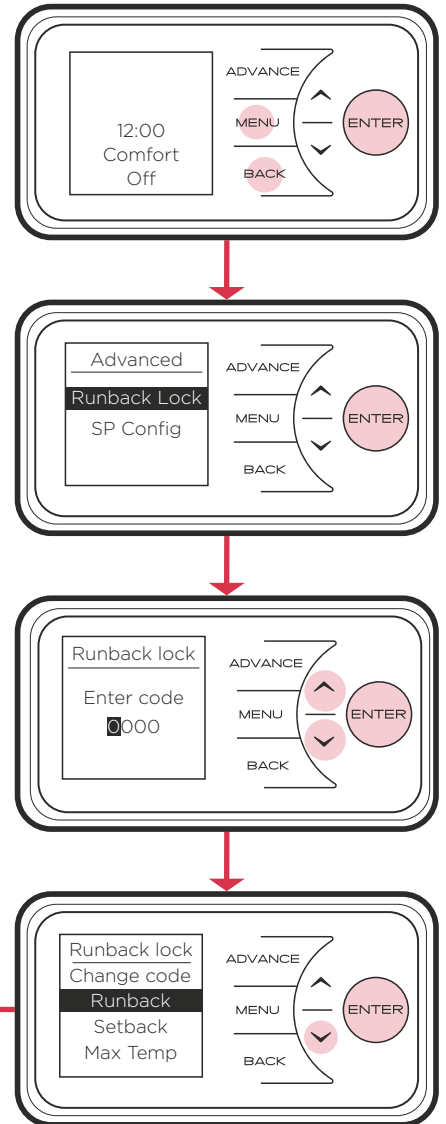 12:00
Comfort
Off
ADVANCE
MENU
BACK
ENTER
Advanced
Runback Lock
SP Config
ADVANCE
MENU
BACK
ENTER
Runback lock
Enter code
0000
ADVANCE
MENU
BACK
ENTER
Runback lock
Change code
Runback
Setback
Max Temp
ADVANCE
MENU
BACK
ENTER